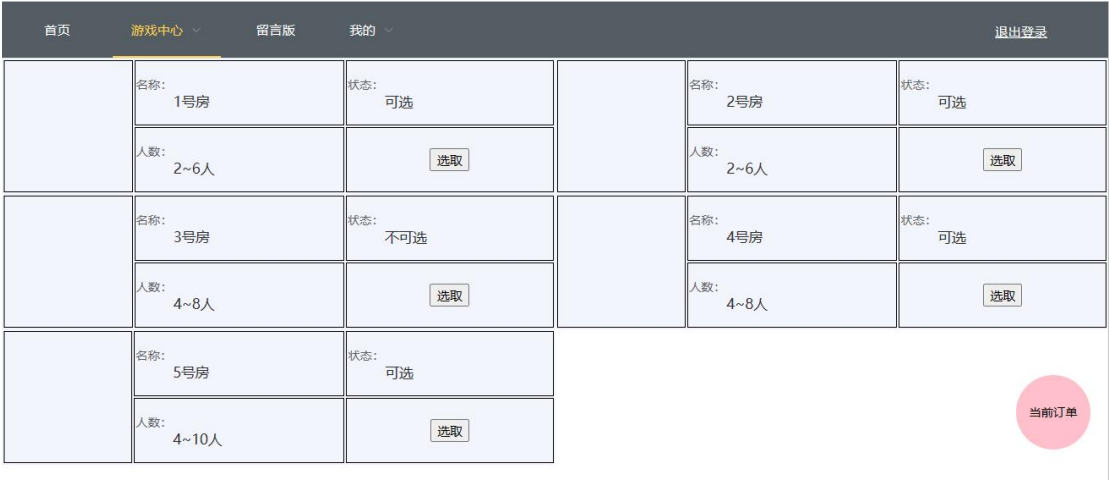 首页 游戏中心 留言版 我的 退出登录
名称： 状态： 名称： 状态：
1号房 可选 2号房 可选
人数： 选取 人数： 选取
2~6人 2~6人
名称： 状态： 名称： 状态：
3号房 不可选 4号房 可选
人数： 选取 人数： 选取
4~8人 4~8人
名称： 状态：
5号房 可选
当前订单
人数： 选取
4~10人